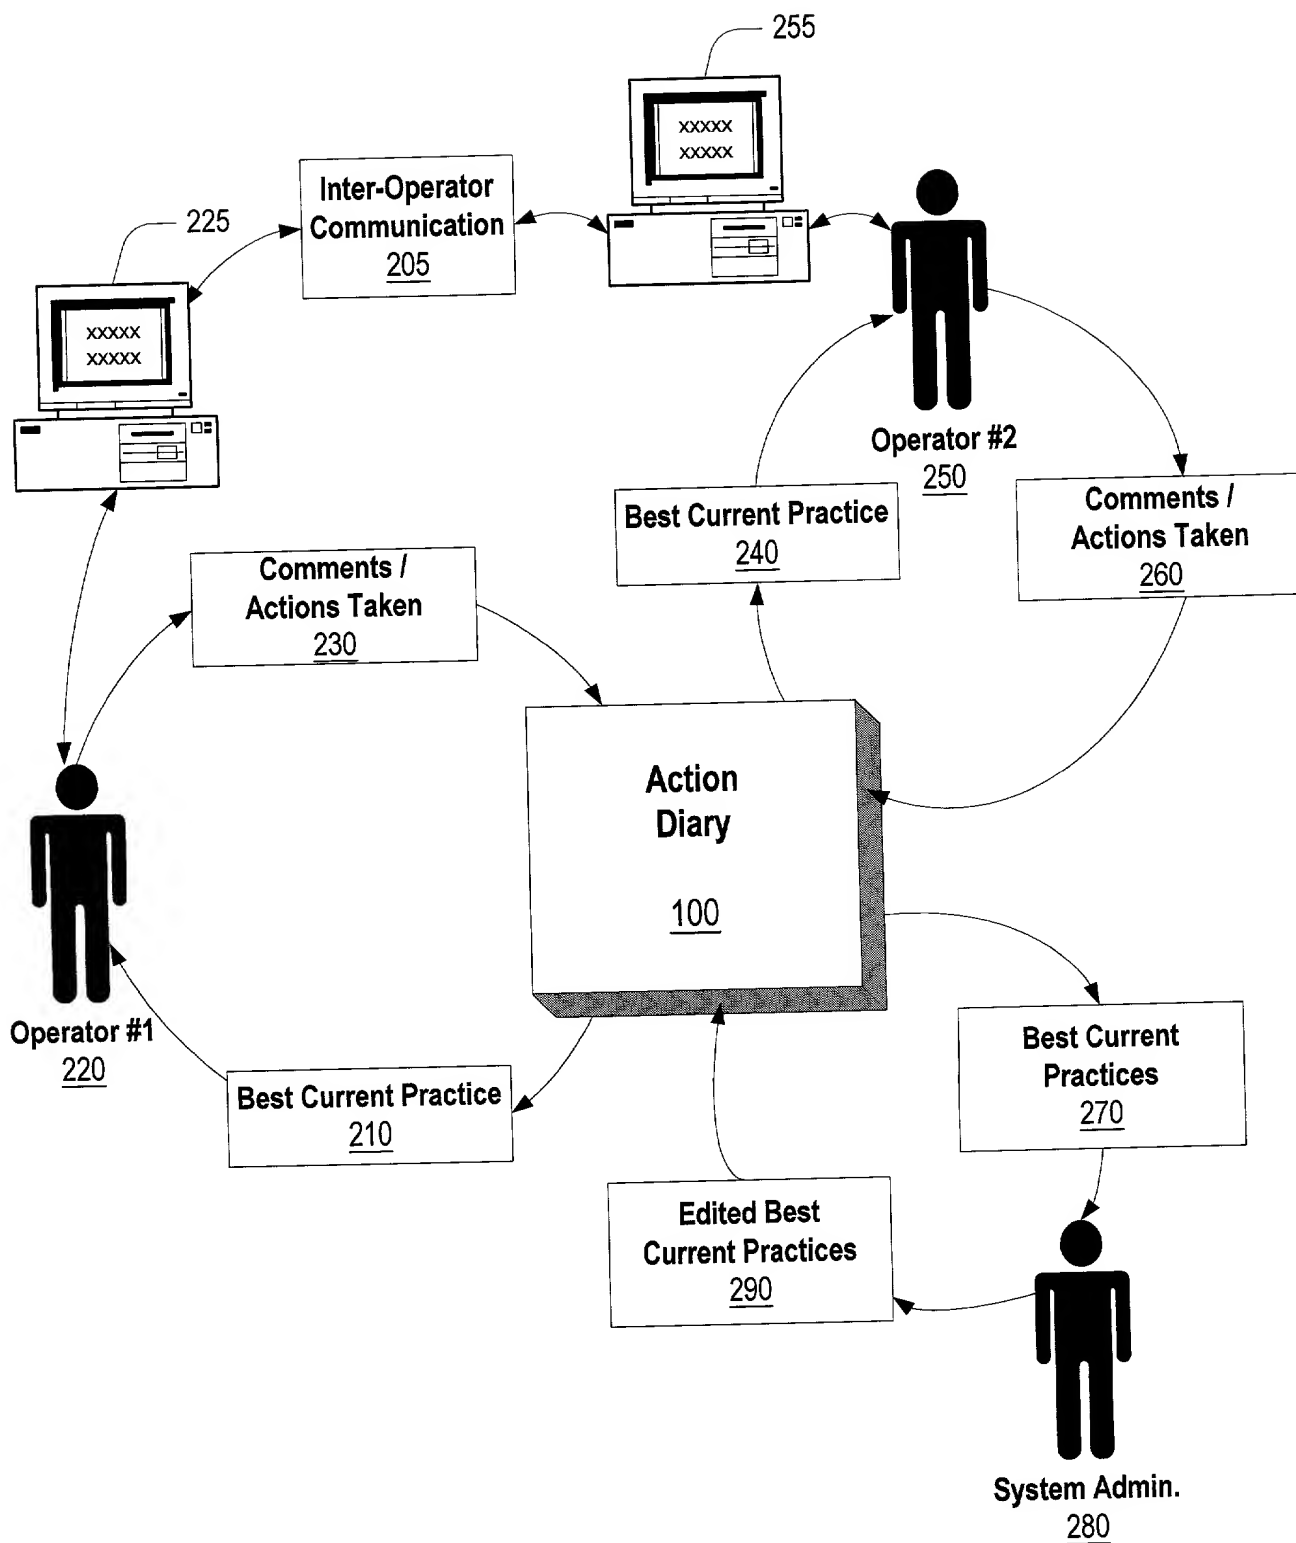 255
XXXXX
XXXXX
Inter-Operator
Communication
205
225
XXXXX
XXXXX
Operator #2
250
Best Current Practice
240
Comments /
Actions Taken
260
Comments /
Actions Taken
230
Action
Diary
100
Operator #1
220
Best Current Practice
210
Best Current
Practices
270
Edited Best
Current Practices
290
System Admin.
280